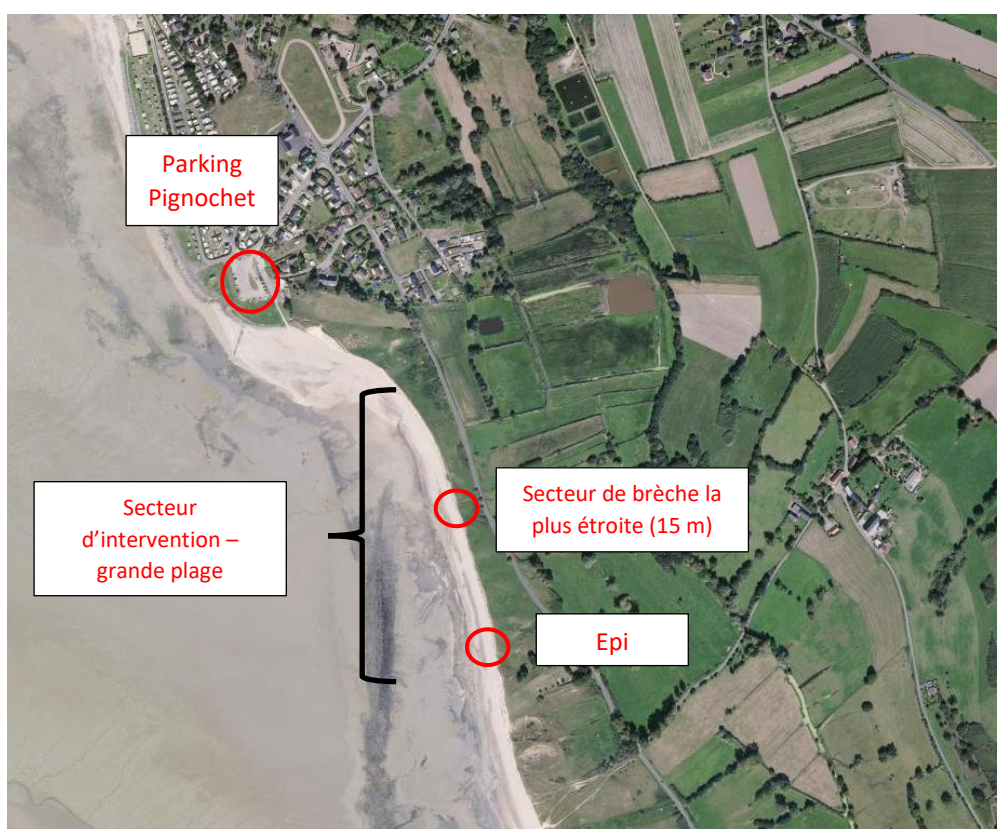 Parking
Pignochet
Secteur
d’intervention –
grande plage
Secteur de brèche la
plus étroite (15 m)
Epi